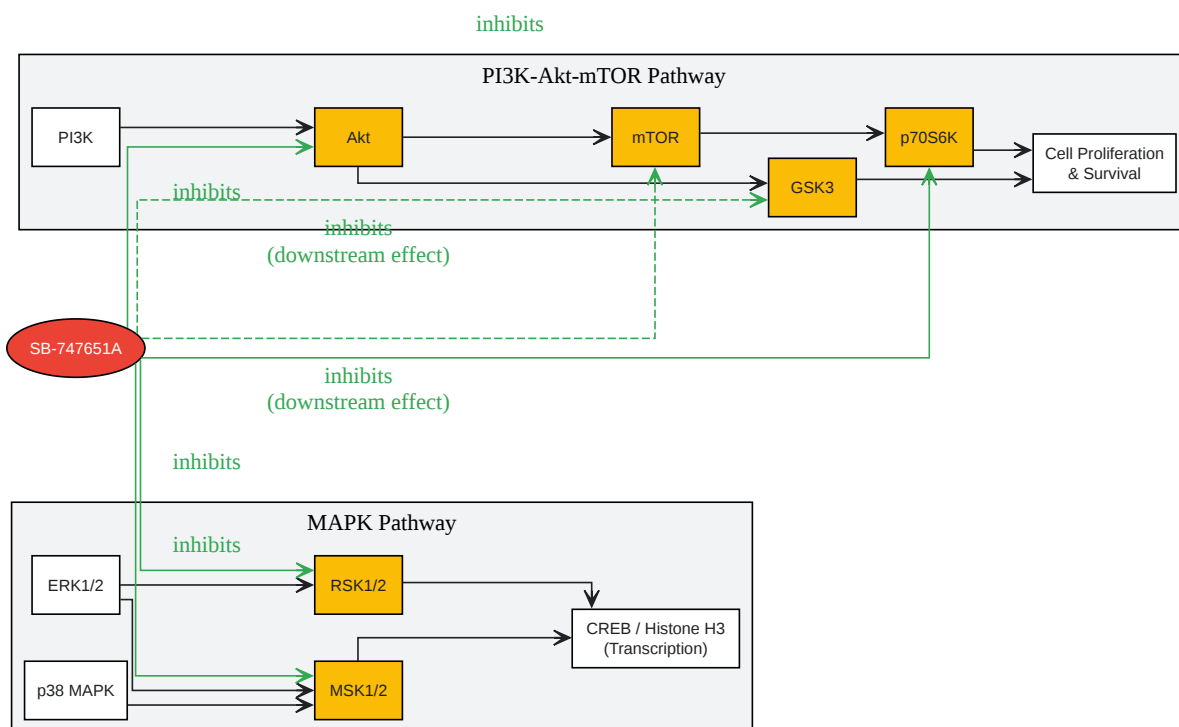 inhibits
PI3K-Akt-mTOR Pathway
PI3K
Akt
mTOR
p70S6K
Cell Proliferation
& Survival
GSK3
inhibits
inhibits
(downstream effect)
SB-747651A
inhibits
(downstream effect)
inhibits
MAPK Pathway
inhibits
ERK1/2
RSK1/2
CREB / Histone H3
(Transcription)
p38 MAPK
MSK1/2